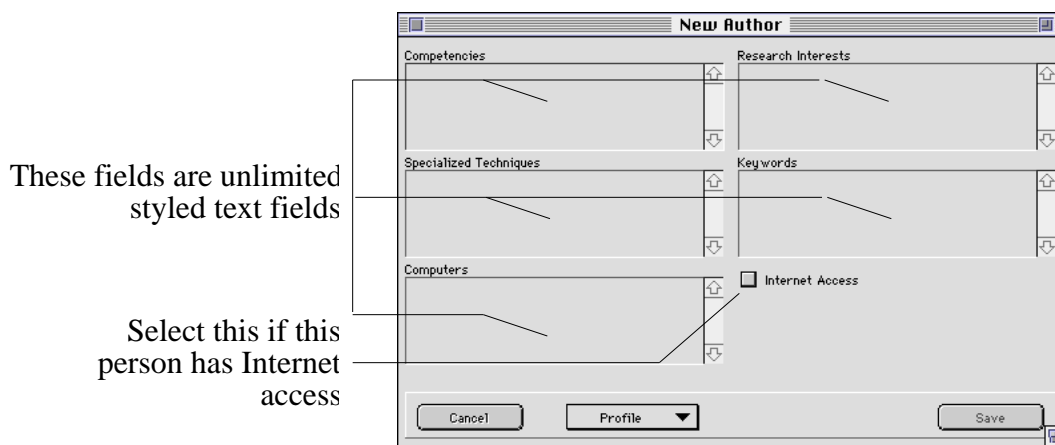 New Author
Competencies
Research Interests
These fields are unlimited
styled text fields
Specialized Techniques
Keywords
Computers
Internet Access
Select this if this
person has Internet
access
Cancel
Profile
Save